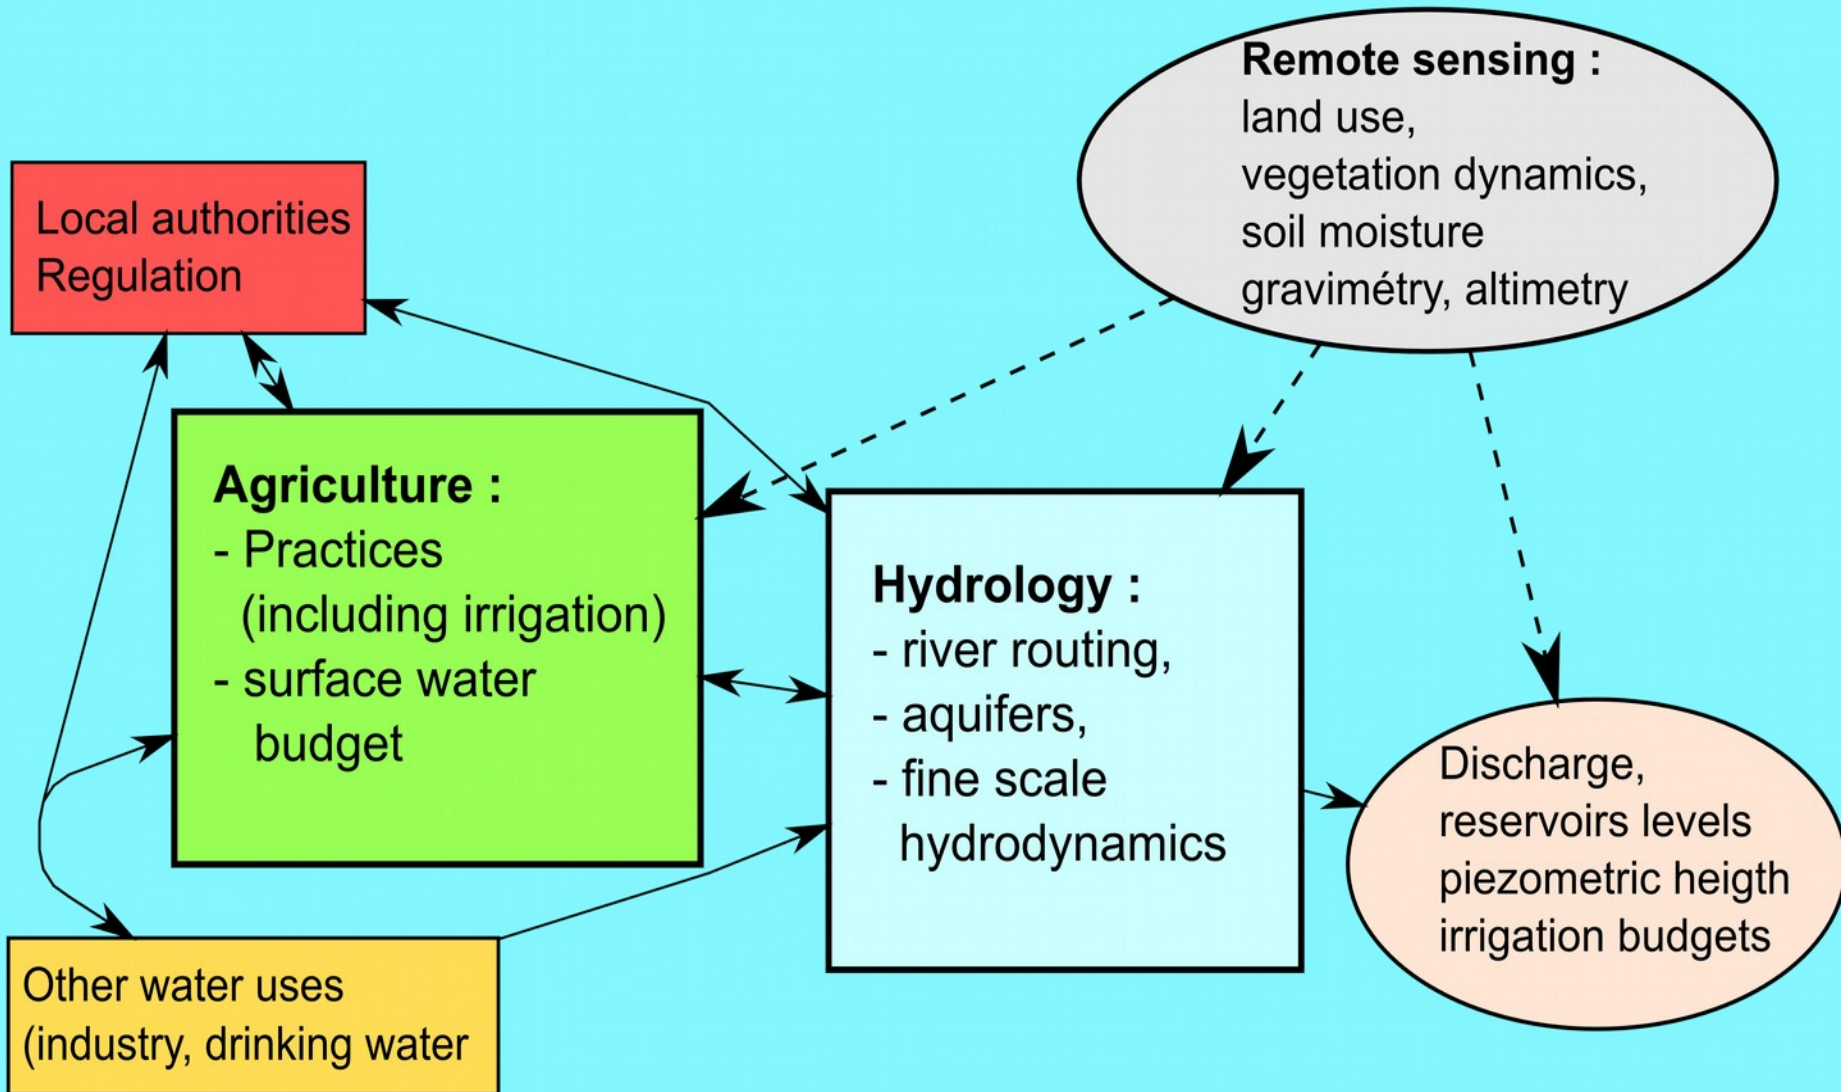 Remote sensing :
land use,
vegetation dynamics,
soil moisture
gravimétry, altimetry
Local authorities
Regulation
Agriculture :
- Practices
(including irrigation)
- surface water
budget
Hydrology :
- river routing,
- aquifers,
- fine scale
hydrodynamics
Discharge,
reservoirs levels
piezometric heigth
irrigation budgets
Other water uses
(industry, drinking water